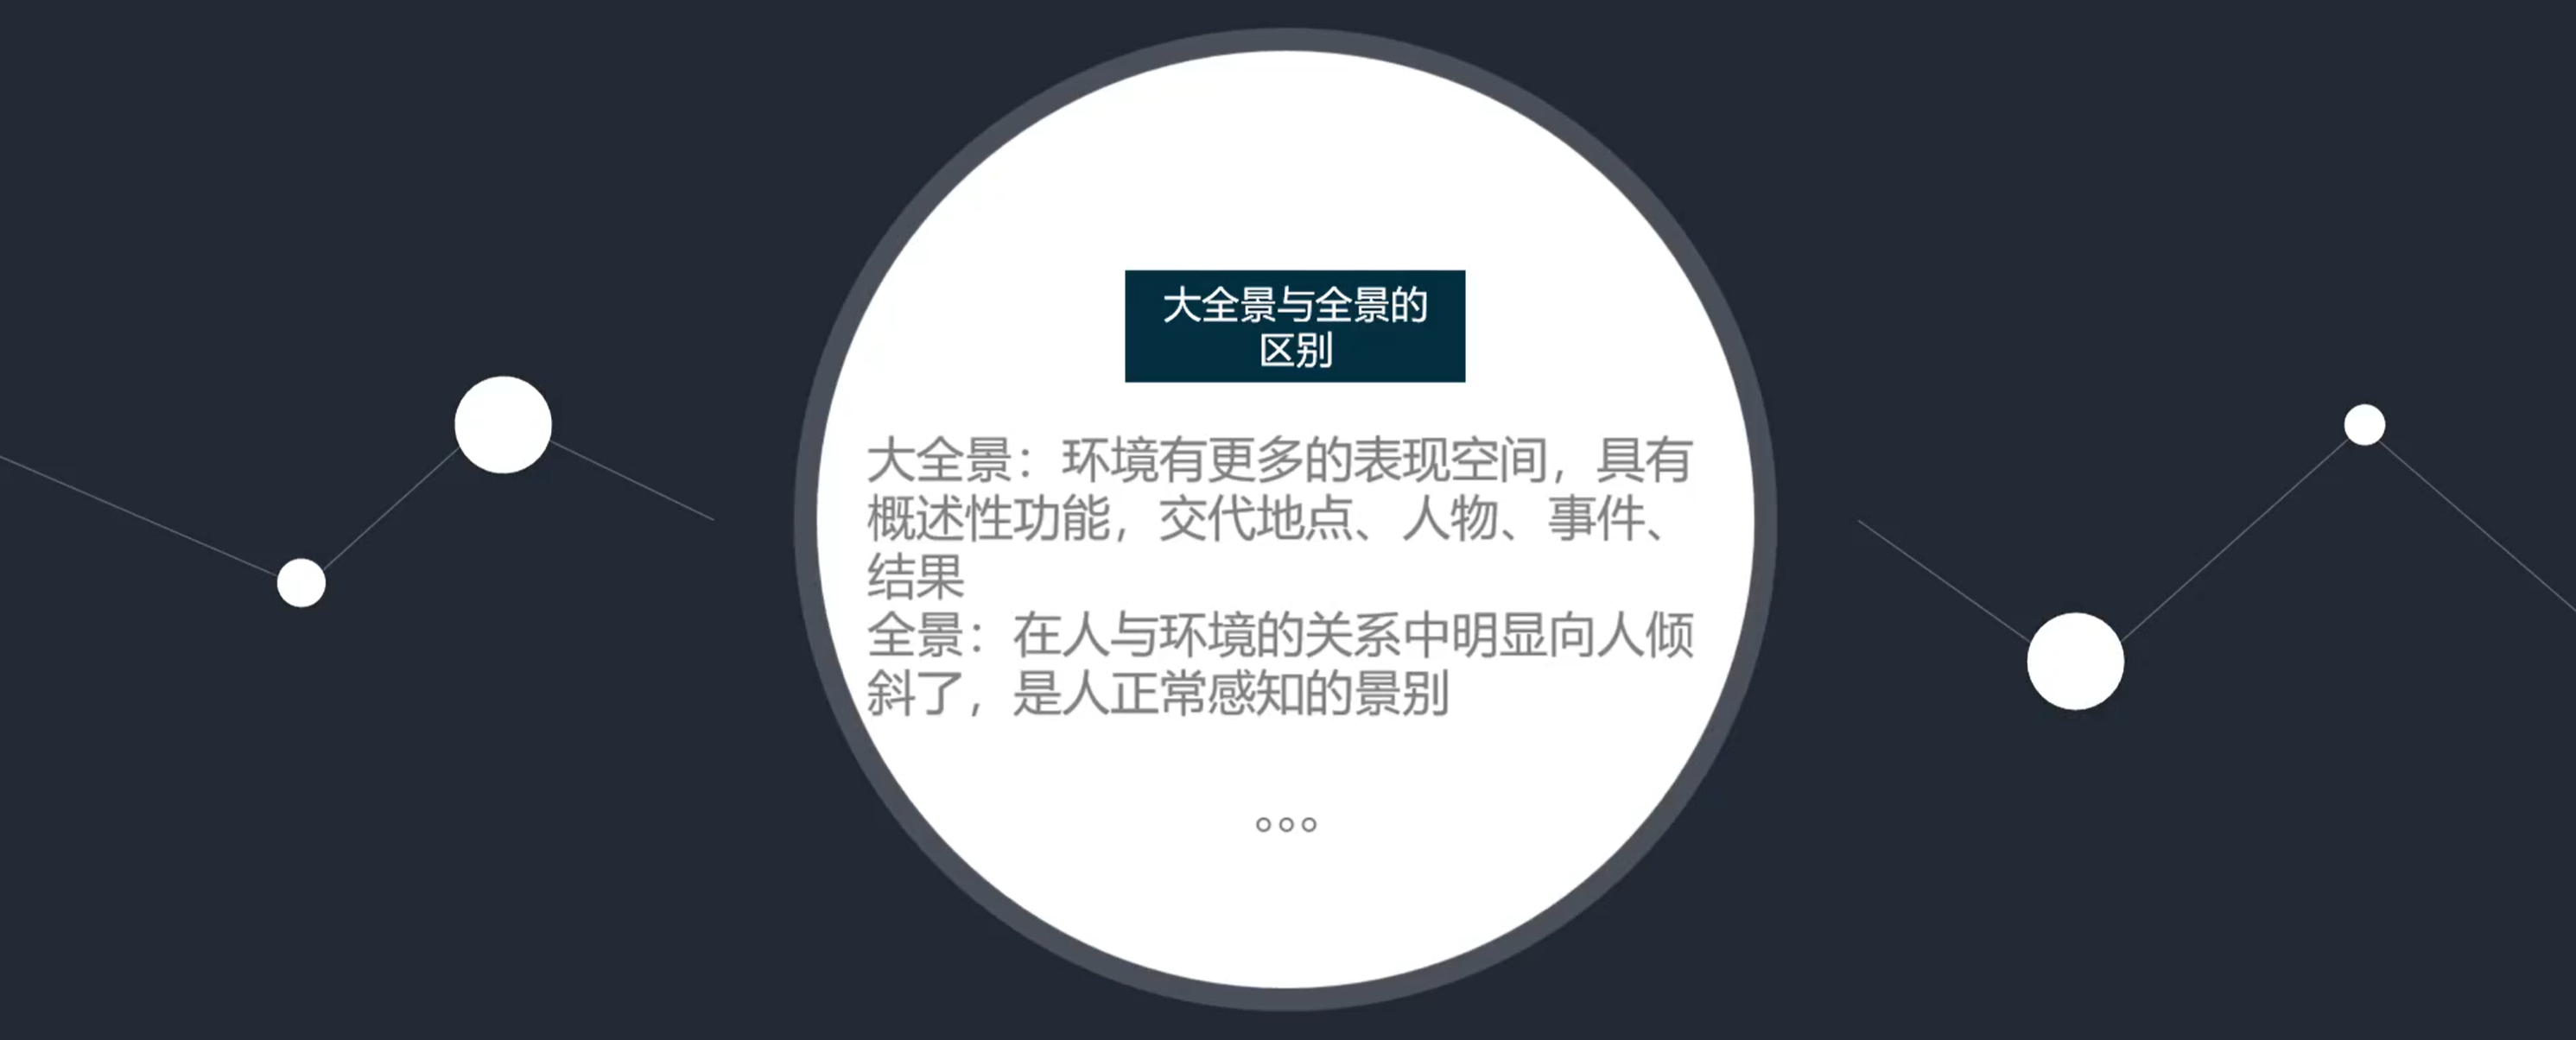 大全景与全景的
区别
大全景：环境有更多的表现空间，具有
概述性功能，交代地点、人物、事件、
结果
全景：在人与环境的关系中明显向人倾
斜了，是人正常感知的景别